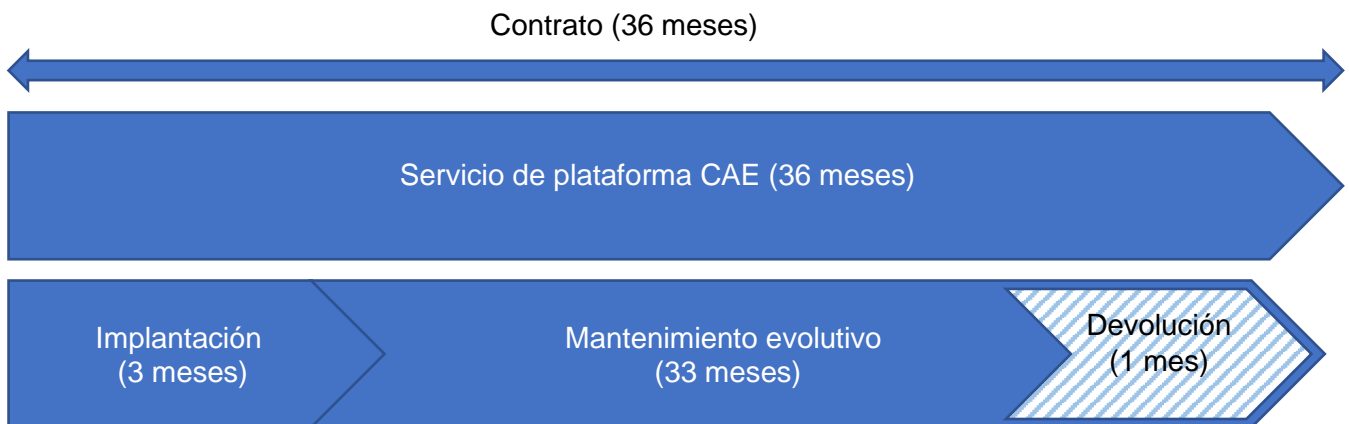 Contrato (36 meses)
Servicio de plataforma CAE (36 meses)
Implantación
(3 meses)
Mantenimiento evolutivo
(33 meses)
Devolución
(1 mes)